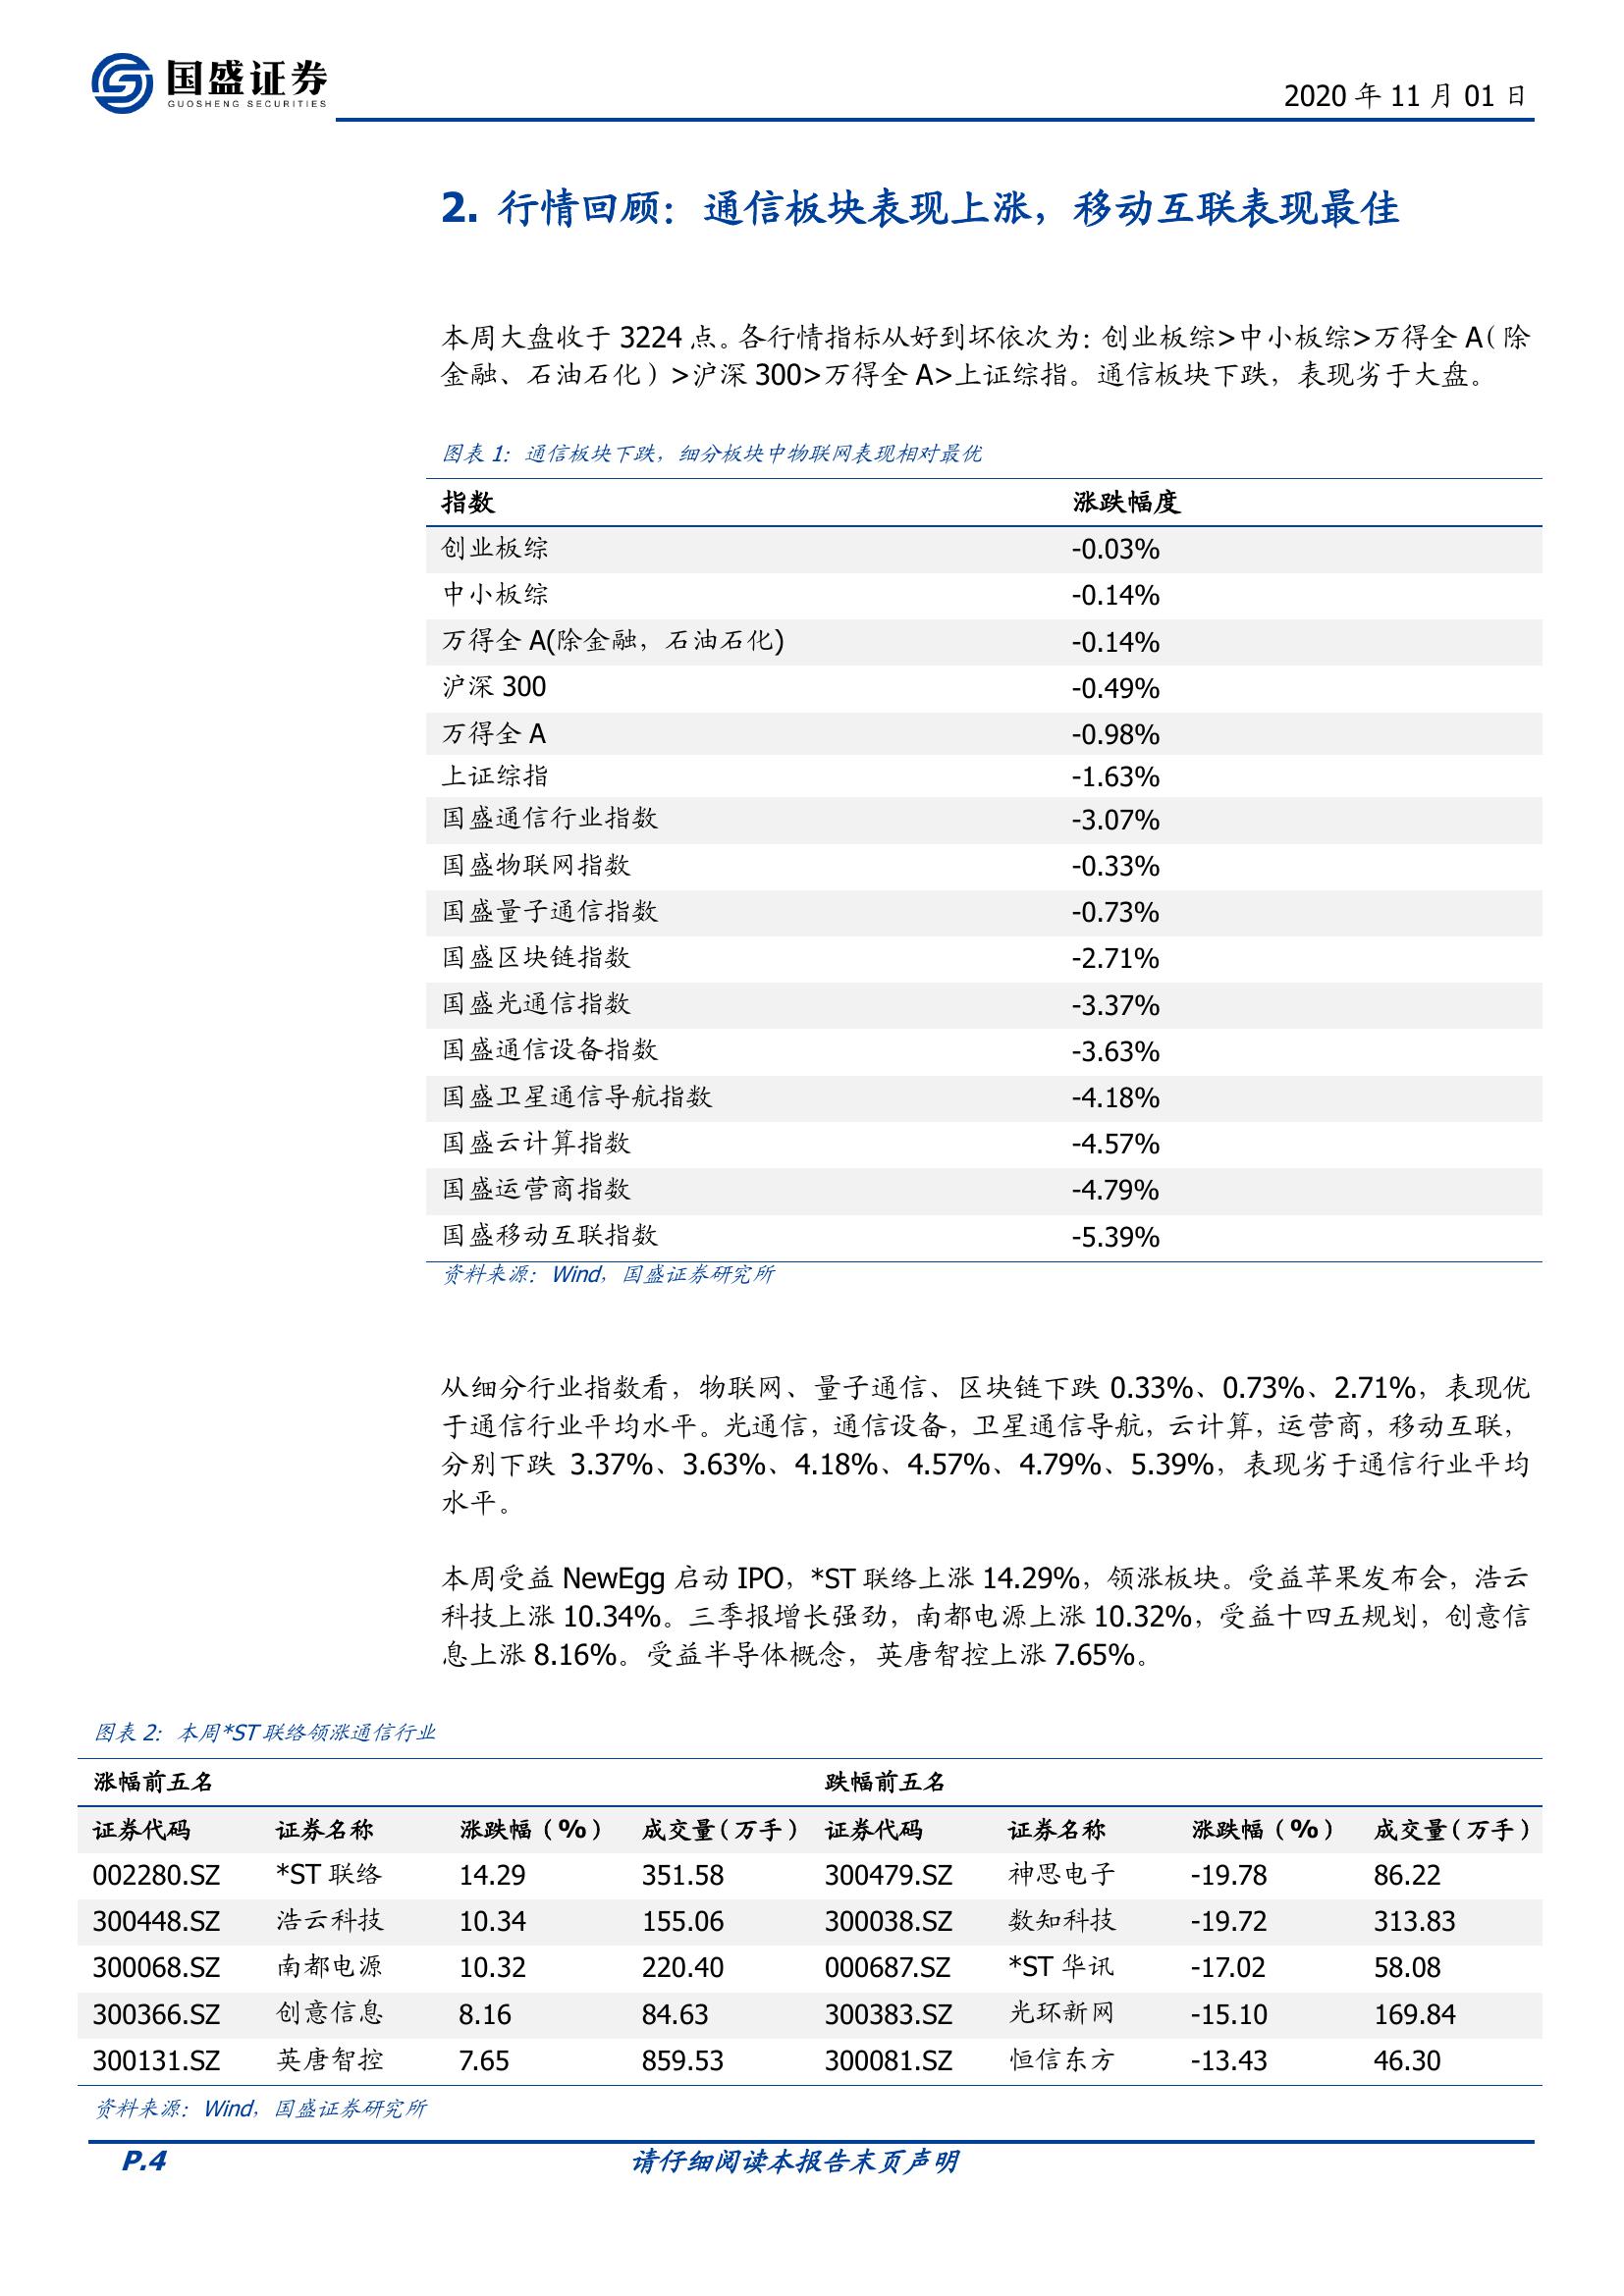 国盛证券
GUOSHENG SECURITIES
2020 年 11 月 01 日
2. 行情回顾：通信板块表现上涨，移动互联表现最佳
本周大盘收于 3224 点。各行情指标从好到坏依次为：创业板综>中小板综>万得全 A（除
金融、石油石化）>沪深 300>万得全 A>上证综指。通信板块下跌，表现劣于大盘。
图表 1：通信板块下跌，细分板块中物联网表现相对最优
指数 涨跌幅度
创业板综 -0.03%
中小板综 -0.14%
万得全 A(除金融，石油石化) -0.14%
沪深 300 -0.49%
万得全 A -0.98%
上证综指 -1.63%
国盛通信行业指数 -3.07%
国盛物联网指数 -0.33%
国盛量子通信指数 -0.73%
国盛区块链指数 -2.71%
国盛光通信指数 -3.37%
国盛通信设备指数 -3.63%
国盛卫星通信导航指数 -4.18%
国盛云计算指数 -4.57%
国盛运营商指数 -4.79%
国盛移动互联指数 -5.39%
资料来源：Wind，国盛证券研究所
从细分行业指数看，物联网、量子通信、区块链下跌 0.33%、0.73%、2.71%，表现优
于通信行业平均水平。光通信，通信设备，卫星通信导航，云计算，运营商，移动互联，
分别下跌 3.37%、3.63%、4.18%、4.57%、4.79%、5.39%，表现劣于通信行业平均
水平。
本周受益 NewEgg 启动 IPO，*ST 联络上涨 14.29%，领涨板块。受益苹果发布会，浩云
科技上涨 10.34%。三季报增长强劲，南都电源上涨 10.32%，受益十四五规划，创意信
息上涨 8.16%。受益半导体概念，英唐智控上涨 7.65%。
图表 2：本周*ST 联络领涨通信行业
涨幅前五名 跌幅前五名
证券代码 证券名称 涨跌幅（%） 成交量（万手） 证券代码 证券名称 涨跌幅（%） 成交量（万手）
002280.SZ *ST 联络 14.29 351.58 300479.SZ 神思电子 -19.78 86.22
300448.SZ 浩云科技 10.34 155.06 300038.SZ 数知科技 -19.72 313.83
300068.SZ 南都电源 10.32 220.40 000687.SZ *ST 华讯 -17.02 58.08
300366.SZ 创意信息 8.16 84.63 300383.SZ 光环新网 -15.10 169.84
300131.SZ 英唐智控 7.65 859.53 300081.SZ 恒信东方 -13.43 46.30
资料来源：Wind，国盛证券研究所
P.4 请仔细阅读本报告末页声明